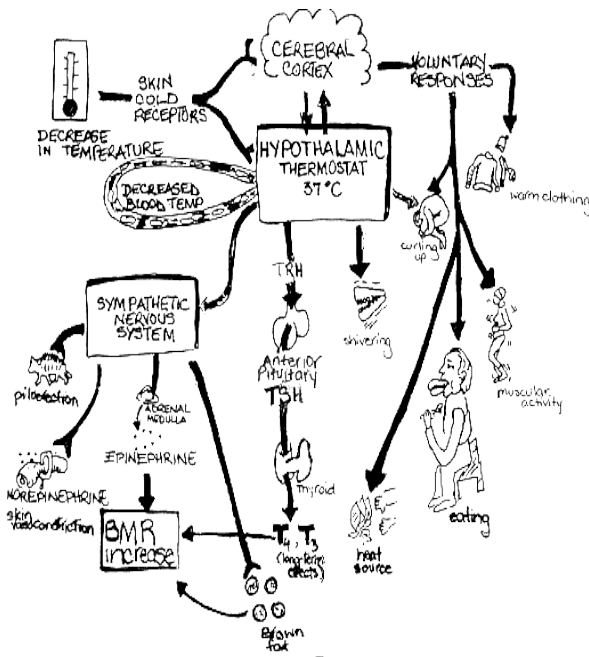 CEREBRAL
CORTEX
VOLUNTARY
RESPONSES
SKIN
COLD
RECEPTORS
DECREASE
IN TEMPERATURE
HYPOTHALAMIC
THERMOSTAT
37°C
DECREASED
BLOOD TEMP
warm clothing
curling
up
TRH
SYMPATHETIC
NERVOUS
SYSTEM
shivering
Anterior
Pituitary
TSH
muscular
activity
piloerection
ADRENAL
MEDULLA
EPINEPHRINE
NOREPINEPHRINE
skin
vasoconstriction
Thyroid
eating
BMR
increase
T4, T3
(long-term
effects)
heat
source
Brown
fat